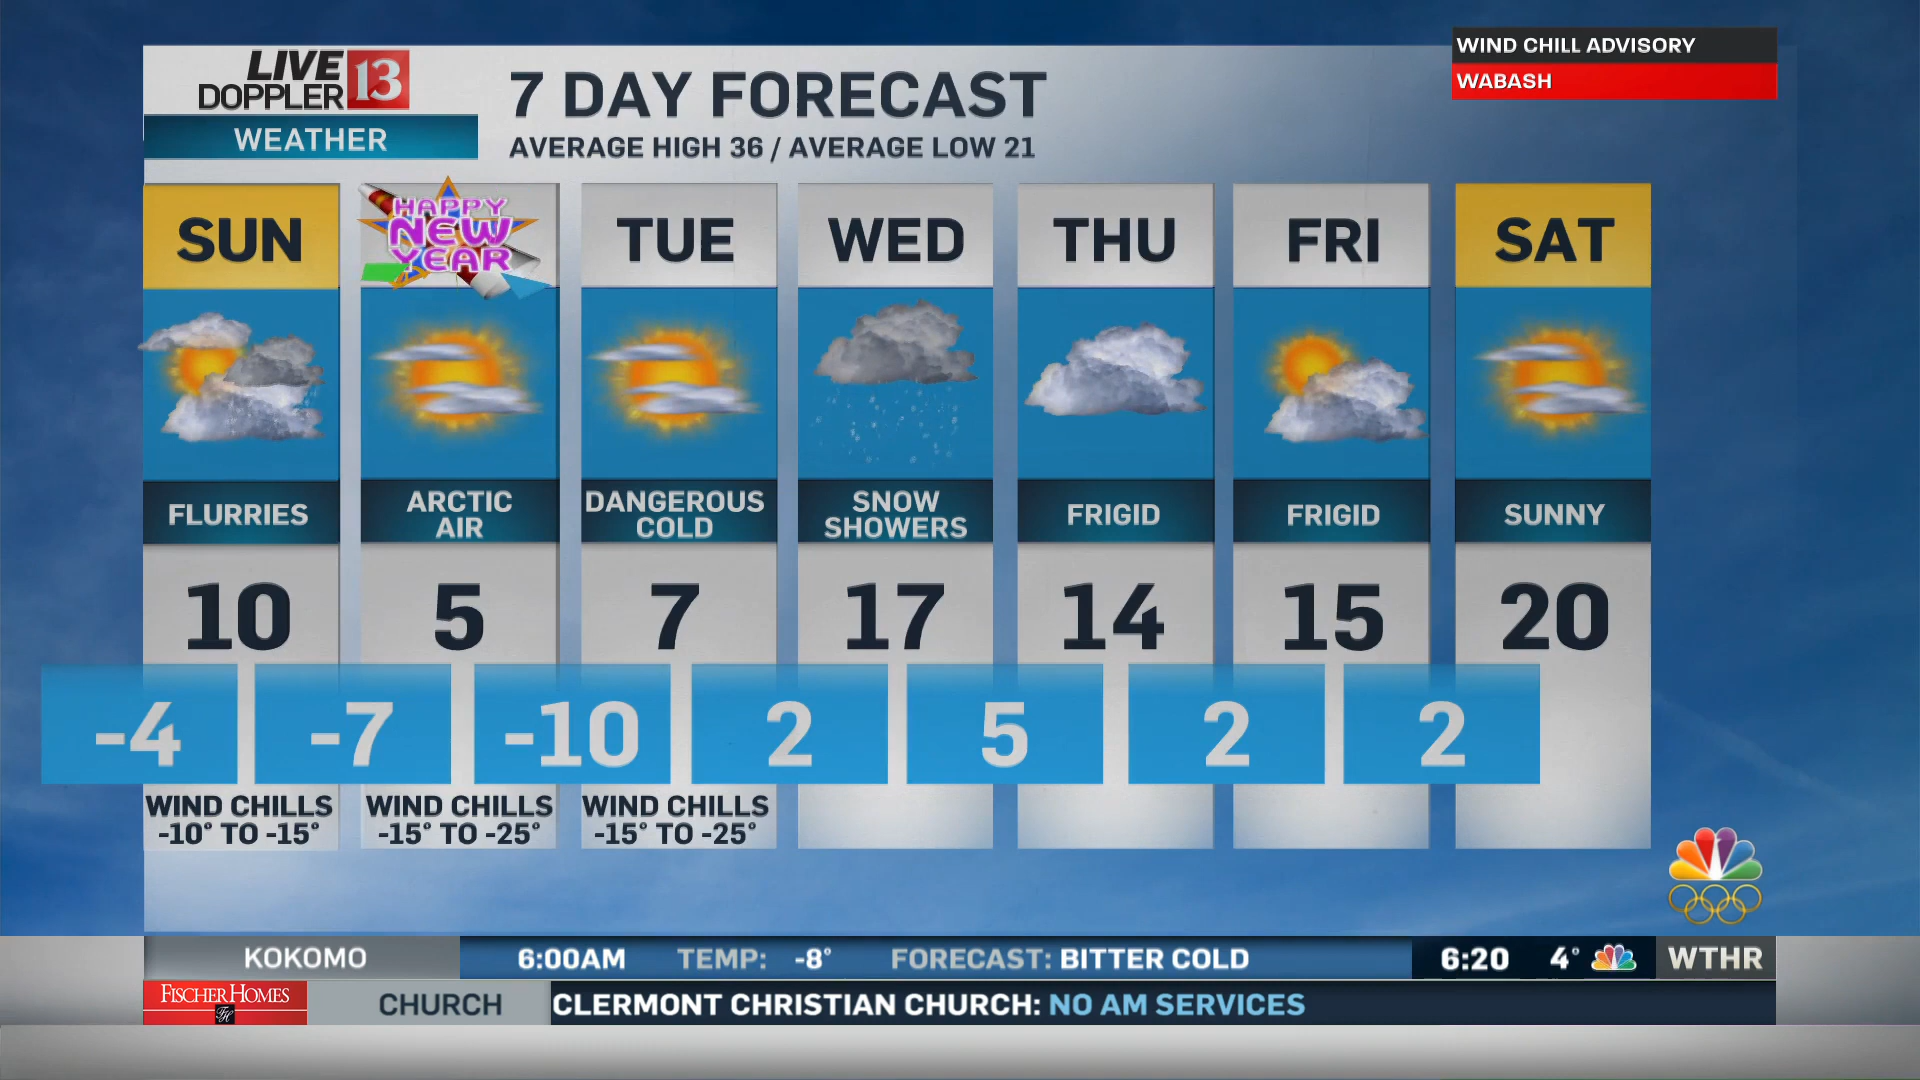 WIND CHILL ADVISORY
WABASH
LIVE
DOPPLER 13
WEATHER
7 DAY FORECAST
AVERAGE HIGH 36 / AVERAGE LOW 21
SUN
HAPPY
NEW
YEAR
TUE
WED
THU
FRI
SAT
FLURRIES
ARCTIC
AIR
DANGEROUS
COLD
SNOW
SHOWERS
FRIGID
FRIGID
SUNNY
10
5
7
17
14
15
20
-4
-7
-10
2
5
2
2
WIND CHILLS
-10° TO -15°
WIND CHILLS
-15° TO -25°
WIND CHILLS
-15° TO -25°
KOKOMO
6:00AM TEMP: -8° FORECAST: BITTER COLD
6:20 4° WTHR
FISCHER HOMES
FH
CHURCH
CLERMONT CHRISTIAN CHURCH: NO AM SERVICES